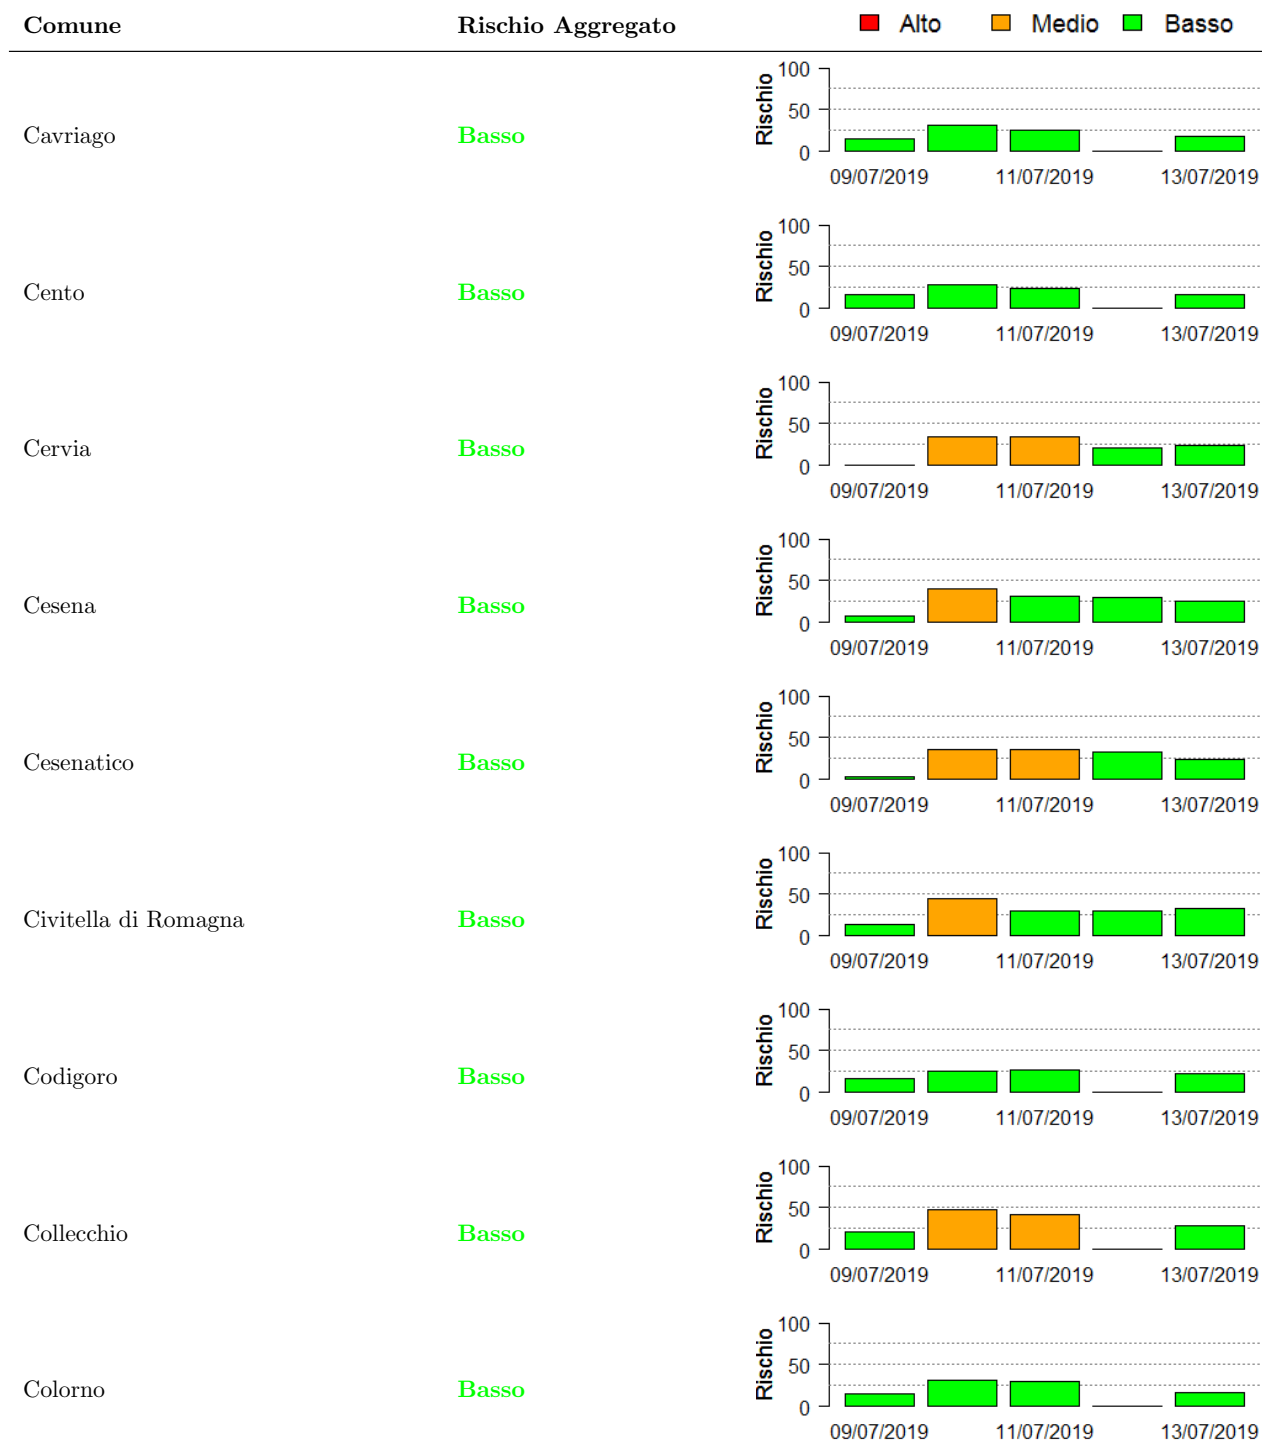 Comune Rischio Aggregato Alto Medio Basso
Cavriago Basso
Rischio
100
50
0
09/07/2019 11/07/2019 13/07/2019
Cento Basso
Rischio
100
50
0
09/07/2019 11/07/2019 13/07/2019
Cervia Basso
Rischio
100
50
0
09/07/2019 11/07/2019 13/07/2019
Cesena Basso
Rischio
100
50
0
09/07/2019 11/07/2019 13/07/2019
Cesenatico Basso
Rischio
100
50
0
09/07/2019 11/07/2019 13/07/2019
Civitella di Romagna Basso
Rischio
100
50
0
09/07/2019 11/07/2019 13/07/2019
Codigoro Basso
Rischio
100
50
0
09/07/2019 11/07/2019 13/07/2019
Collecchio Basso
Rischio
100
50
0
09/07/2019 11/07/2019 13/07/2019
Colorno Basso
Rischio
100
50
0
09/07/2019 11/07/2019 13/07/2019